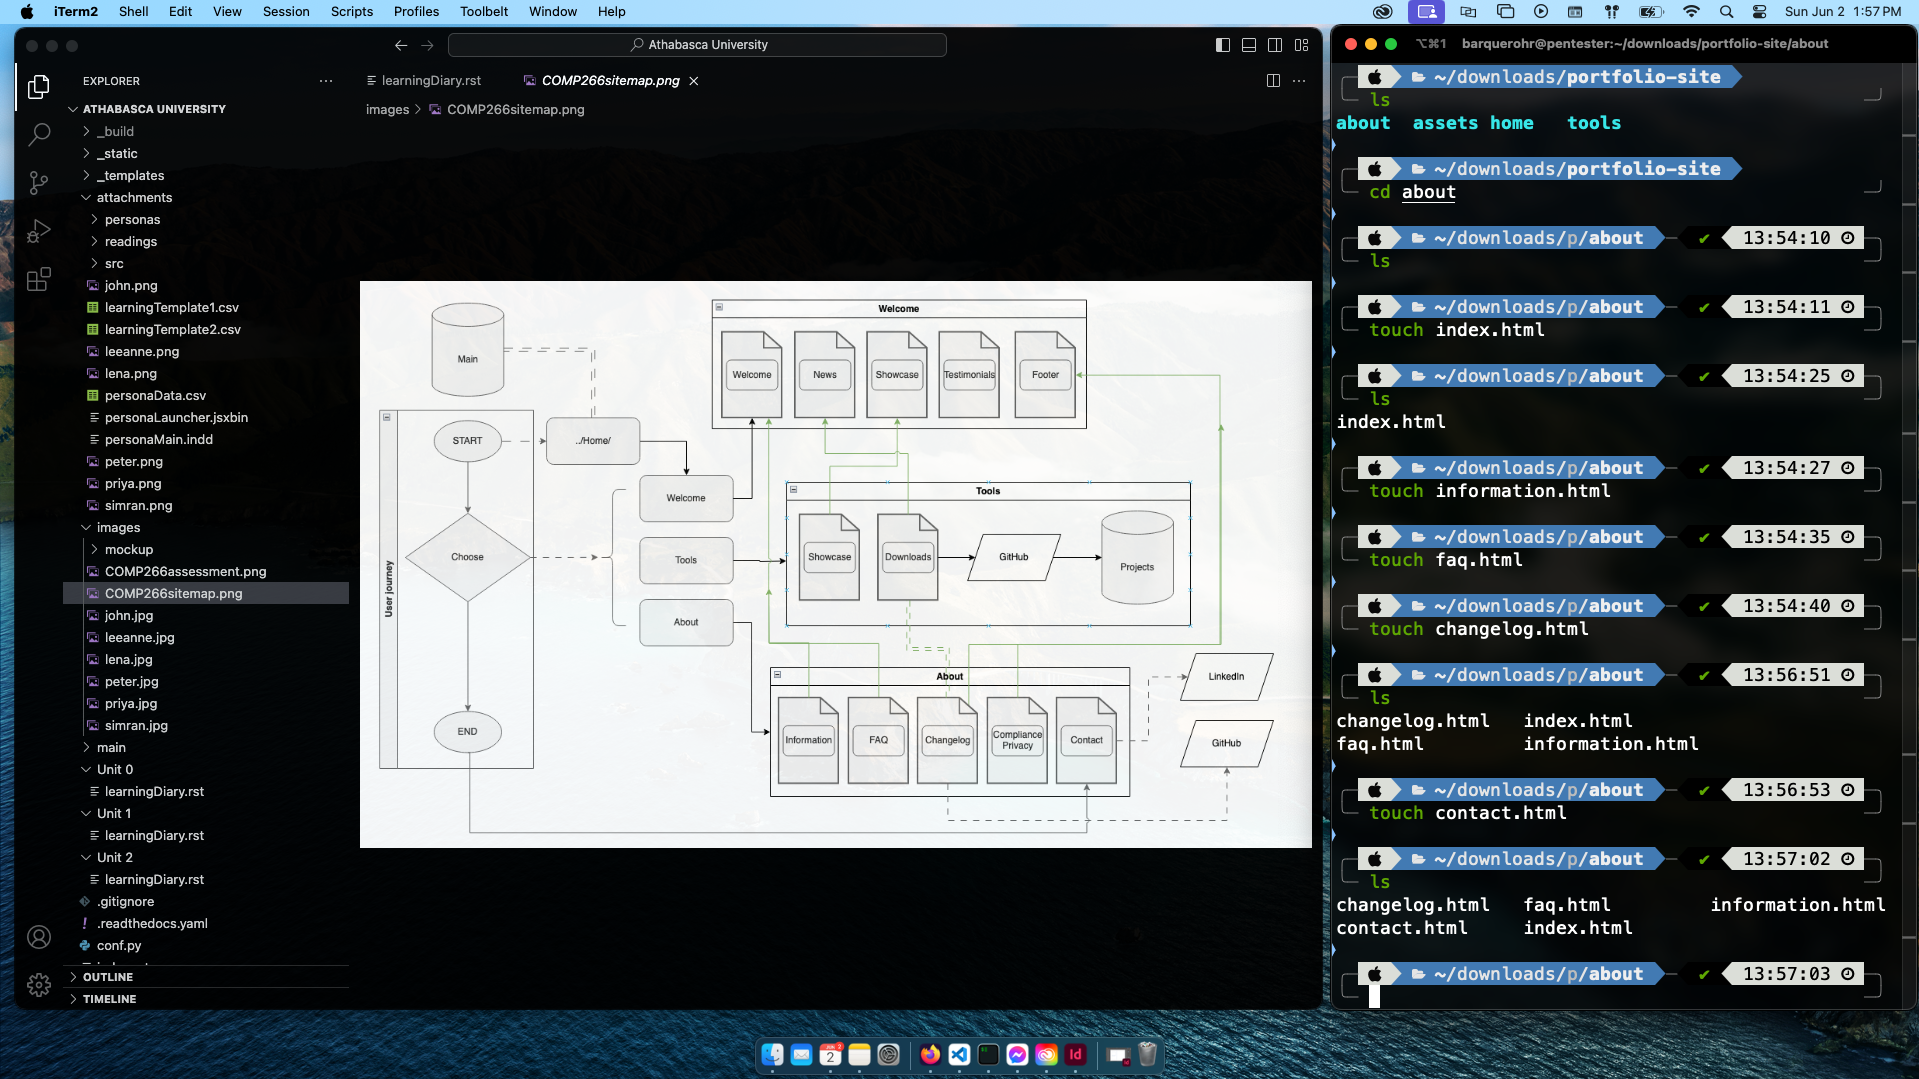 iTerm2 Shell Edit View Session Scripts Profiles Toolbelt Window Help
Sun Jun 2 1:57 PM
Athabasca University
EXPLORER
ATHABASCA UNIVERSITY
_build
_static
_templates
attachments
personas
readings
src
john.png
learningTemplate1.csv
learningTemplate2.csv
leeanne.png
lena.png
personaData.csv
personaLauncher.jsxbin
personaMain.indd
peter.png
priya.png
simran.png
images
mockup
COMP266assessment.png
COMP266sitemap.png
john.jpg
leeanne.jpg
lena.jpg
peter.jpg
priya.jpg
simran.jpg
main
Unit 0
learningDiary.rst
Unit 1
learningDiary.rst
Unit 2
learningDiary.rst
.gitignore
.readthedocs.yaml
conf.py
OUTLINE
TIMELINE
learningDiary.rst COMP266sitemap.png
images > COMP266sitemap.png
Main
User journey
START
Choose
END
../Home/
Welcome
Tools
About
Welcome
Welcome
News
Showcase
Testimonials
Footer
Tools
Showcase
Downloads
GitHub
Projects
About
Information
FAQ
Changelog
Compliance
Privacy
Contact
LinkedIn
GitHub
⌥⌘1 barquerohr@pentester:~/downloads/portfolio-site/about
~/downloads/portfolio-site
ls
about assets home tools
~/downloads/portfolio-site
cd about
~/downloads/p/about ✔ 13:54:10
ls
~/downloads/p/about ✔ 13:54:11
touch index.html
~/downloads/p/about ✔ 13:54:25
ls
index.html
~/downloads/p/about ✔ 13:54:27
touch information.html
~/downloads/p/about ✔ 13:54:35
touch faq.html
~/downloads/p/about ✔ 13:54:40
touch changelog.html
~/downloads/p/about ✔ 13:56:51
ls
changelog.html index.html
faq.html information.html
~/downloads/p/about ✔ 13:56:53
touch contact.html
~/downloads/p/about ✔ 13:57:02
ls
changelog.html faq.html information.html
contact.html index.html
~/downloads/p/about ✔ 13:57:03
2
Id